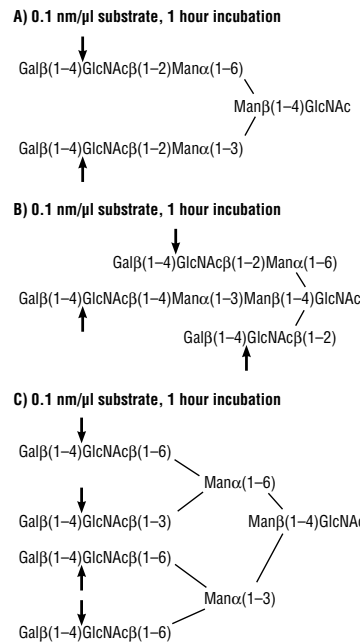 A) 0.1 nm/µl substrate, 1 hour incubation
Galβ(1–4)GlcNAcβ(1–2)Manα(1–6)
Manβ(1–4)GlcNAc
Galβ(1–4)GlcNAcβ(1–2)Manα(1–3)
B) 0.1 nm/µl substrate, 1 hour incubation
Galβ(1–4)GlcNAcβ(1–2)Manα(1–6)
Galβ(1–4)GlcNAcβ(1–4)Manα(1–3)Manβ(1–4)GlcNAc
Galβ(1–4)GlcNAcβ(1–2)
C) 0.1 nm/µl substrate, 1 hour incubation
Galβ(1–4)GlcNAcβ(1–6)
Manα(1–6)
Galβ(1–4)GlcNAcβ(1–3)
Manβ(1–4)GlcNAc
Galβ(1–4)GlcNAcβ(1–6)
Manα(1–3)
Galβ(1–4)GlcNAcβ(1–6)